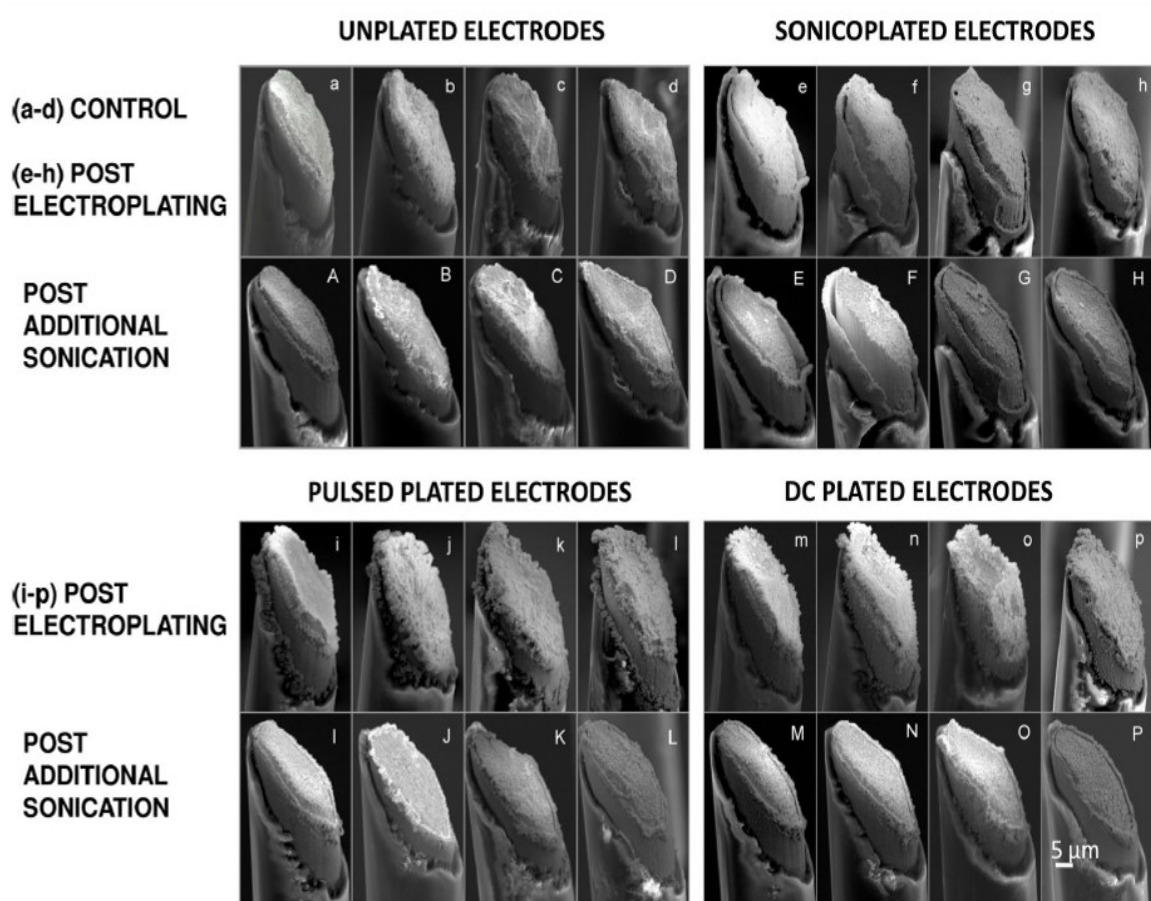 UNPLATED ELECTRODES
SONICOPLATED ELECTRODES
(a-d) CONTROL
(e-h) POST
ELECTROPLATING
a b c d e f g h
POST
ADDITIONAL
SONICATION
A B C D E F G H
PULSED PLATED ELECTRODES
DC PLATED ELECTRODES
(i-p) POST
ELECTROPLATING
i j k l m n o p
POST
ADDITIONAL
SONICATION
I J K L M N O P
5 µm